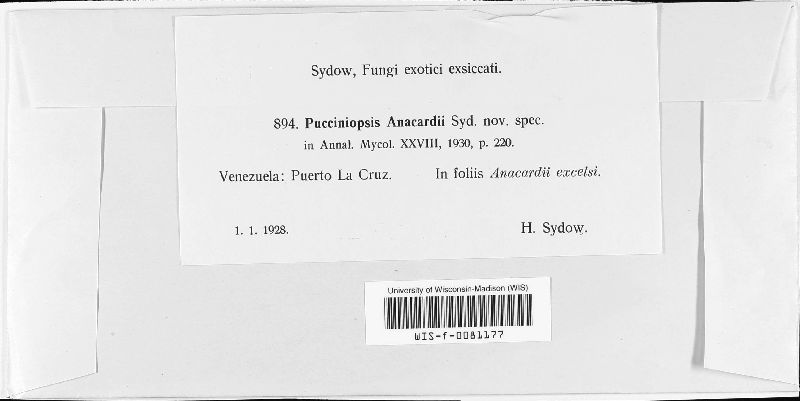 Sydow, Fungi exotici exsiccati.
894. Pucciniopsis Anacardii Syd. nov. spec.
in Annal. Mycol. XXVIII, 1930, p. 220.
Venezuela: Puerto La Cruz. In foliis Anacardii excelsi.
1. 1. 1928. H. Sydow.
University of Wisconsin-Madison (WIS)
WIS-f-0081177